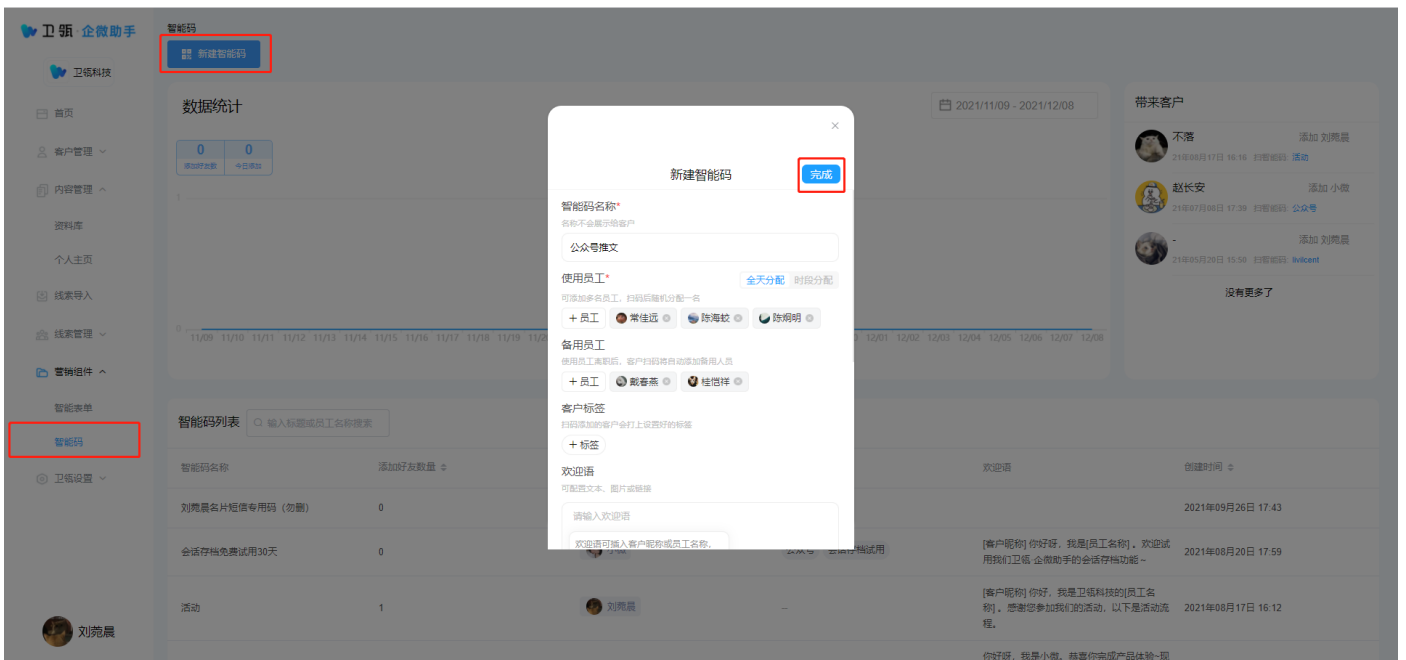 卫瓴·企微助手
卫瓴科技
首页
客户管理
内容管理
资料库
个人主页
线索导入
线索管理
营销组件
智能表单
智能码
卫瓴设置
刘菀晨
智能码
新建智能码
数据统计
2021/11/09 - 2021/12/08
0 0
添加好友数 今日添加
1
0
11/09 11/10 11/11 11/12 11/13 11/14 11/15 11/16 11/17 11/18 11/19
12/01 12/02 12/03 12/04 12/05 12/06 12/07 12/08
带来客户
不落 添加 刘菀晨
21年08月17日 16:16 扫智能码: 活动
赵长安 添加 小微
21年07月08日 17:39 扫智能码: 公众号
- 添加 刘菀晨
21年05月20日 15:50 扫智能码: livilcent
没有更多了
新建智能码
完成
智能码名称*
名称不会展示给客户
公众号推文
使用员工*
全天分配 时段分配
可添加多名员工，扫码后随机分配一名
+ 员工 常佳远 陈海蛟 陈炯明
备用员工
使用员工离职后，客户扫码将自动添加备用人员
+ 员工 戴春燕 桂恺祥
客户标签
扫码添加的客户会打上设置好的标签
+ 标签
欢迎语
可配置文本、图片或链接
请输入欢迎语
欢迎语可插入客户昵称或员工名称，
智能码列表 输入标题或员工名称搜索
智能码名称 添加好友数量 欢迎语 创建时间
刘菀晨名片短信专用码（勿删） 0 2021年09月26日 17:43
会话存档免费试用30天 0 会话存档试用 [客户昵称] 你好呀，我是[员工名称] 。欢迎试 2021年08月20日 17:59
用我们卫瓴·企微助手的会话存档功能～
活动 1 刘菀晨 -- [客户昵称] 你好，我是卫瓴科技的[员工名 2021年08月17日 16:12
称] 。感谢您参加我们的活动，以下是活动流
程。
你好呀，我是小微。恭喜你完成产品体验~现